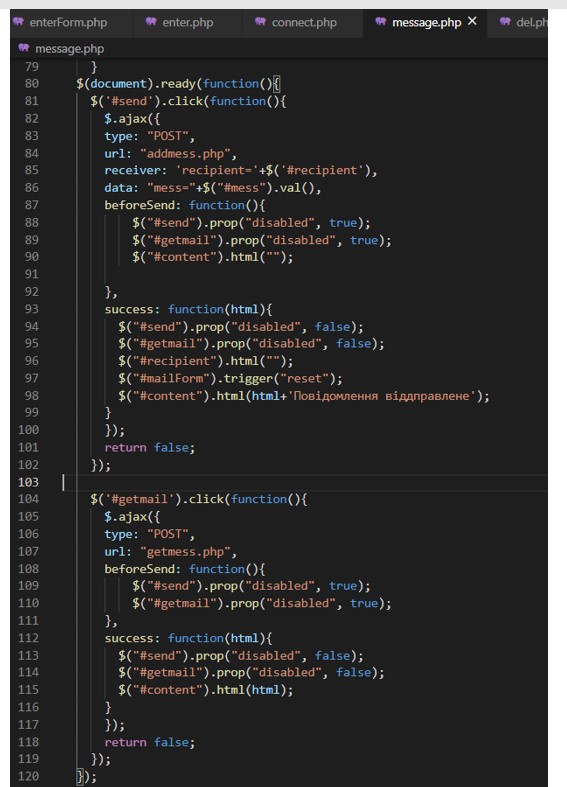 enterForm.php enter.php connect.php message.php × del.ph
message.php
79 }
80 $(document).ready(function(){
81 $('#send').click(function(){
82 $.ajax({
83 type: "POST",
84 url: "addmess.php",
85 receiver: 'recipient='+$('#recipient'),
86 data: "mess="+$("#mess").val(),
87 beforeSend: function(){
88 $("#send").prop("disabled", true);
89 $("#getmail").prop("disabled", true);
90 $("#content").html("");
91
92 },
93 success: function(html){
94 $("#send").prop("disabled", false);
95 $("#getmail").prop("disabled", false);
96 $("#recipient").html("");
97 $("#mailForm").trigger("reset");
98 $("#content").html(html+'Повідомлення віддправлене');
99 }
100 });
101 return false;
102 });
103
104 $('#getmail').click(function(){
105 $.ajax({
106 type: "POST",
107 url: "getmess.php",
108 beforeSend: function(){
109 $("#send").prop("disabled", true);
110 $("#getmail").prop("disabled", true);
111 },
112 success: function(html){
113 $("#send").prop("disabled", false);
114 $("#getmail").prop("disabled", false);
115 $("#content").html(html);
116 }
117 });
118 return false;
119 });
120 });